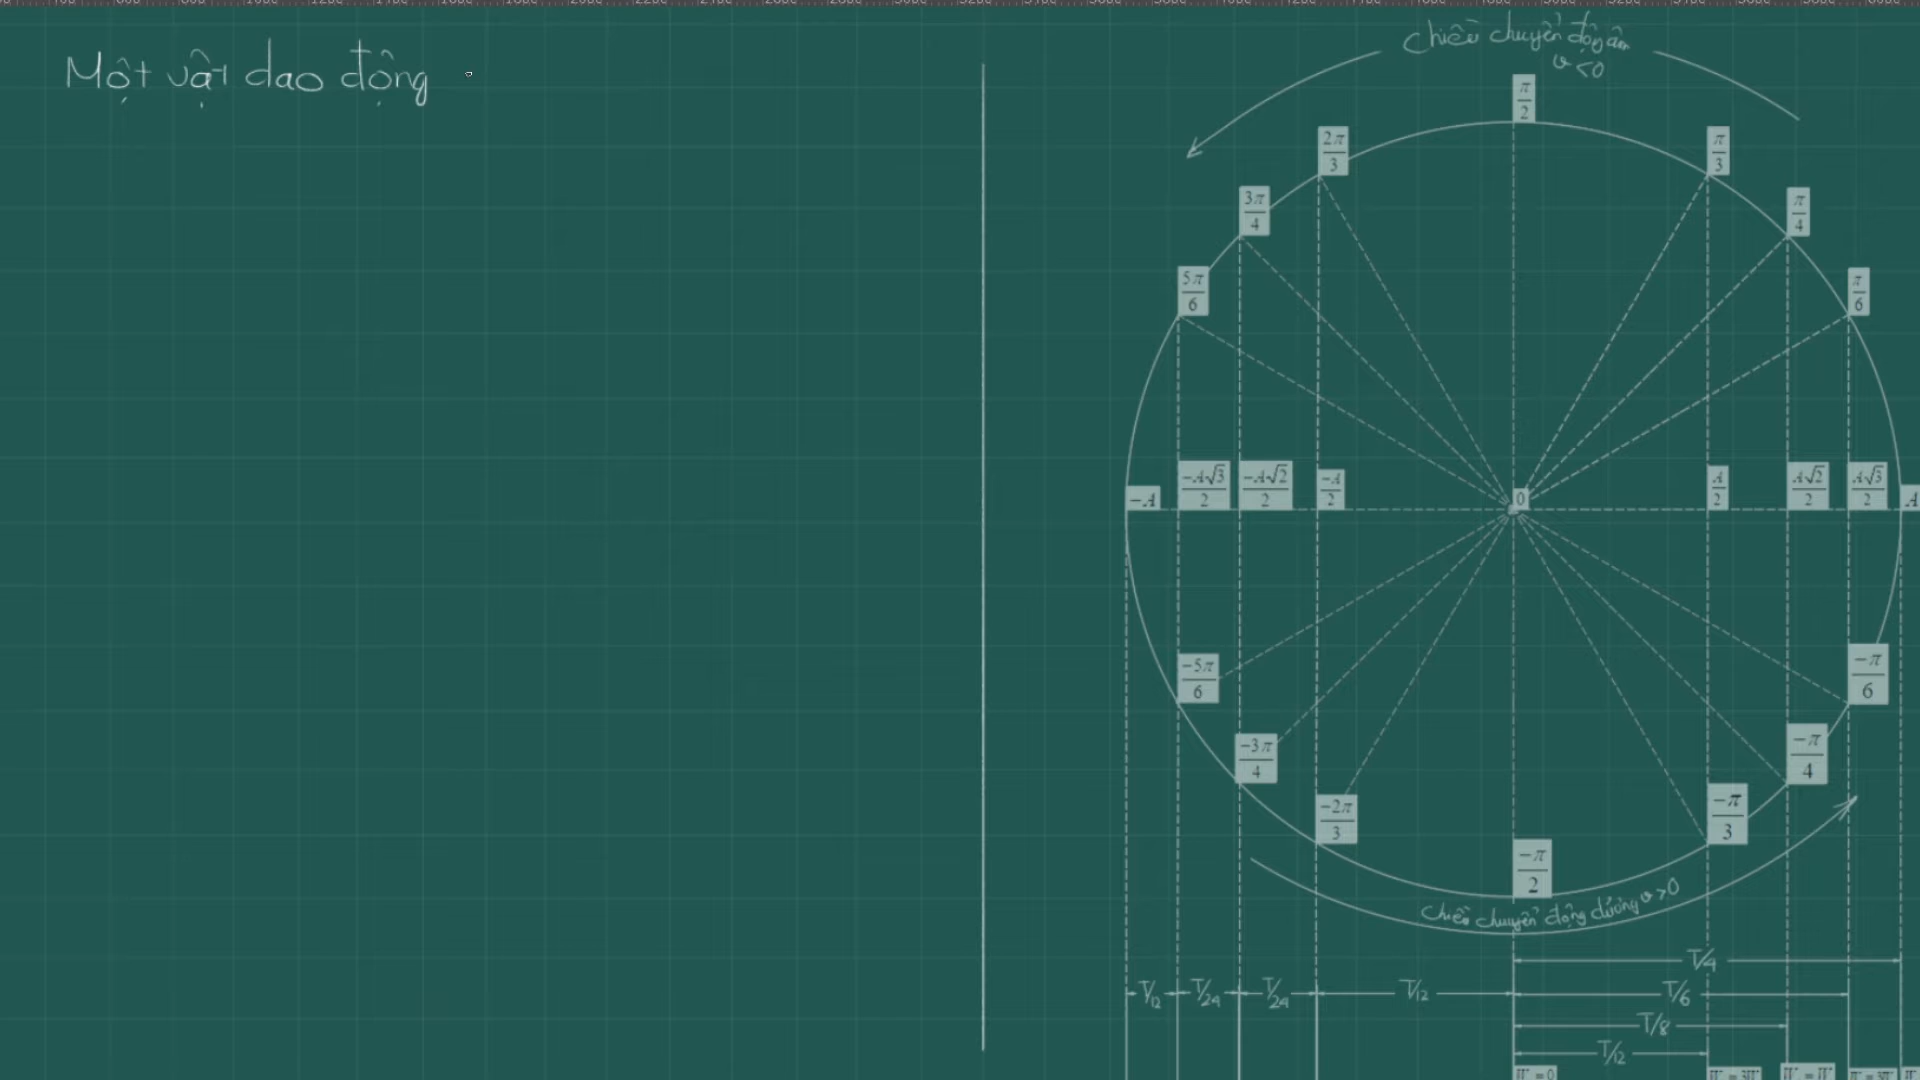 Một vật dao động
Chiều chuyển động âm
v<0
π/2
2π/3
π/3
3π/4
π/4
5π/6
π/6
-A
-A√3/2
-A√2/2
-A/2
0
A/2
A√2/2
A√3/2
A
-5π/6
-π/6
-3π/4
-π/4
-2π/3
-π/3
-π/2
Chiều chuyển động dương v>0
T/4
T/12
T/24
T/24
T/12
T/6
T/8
T/12